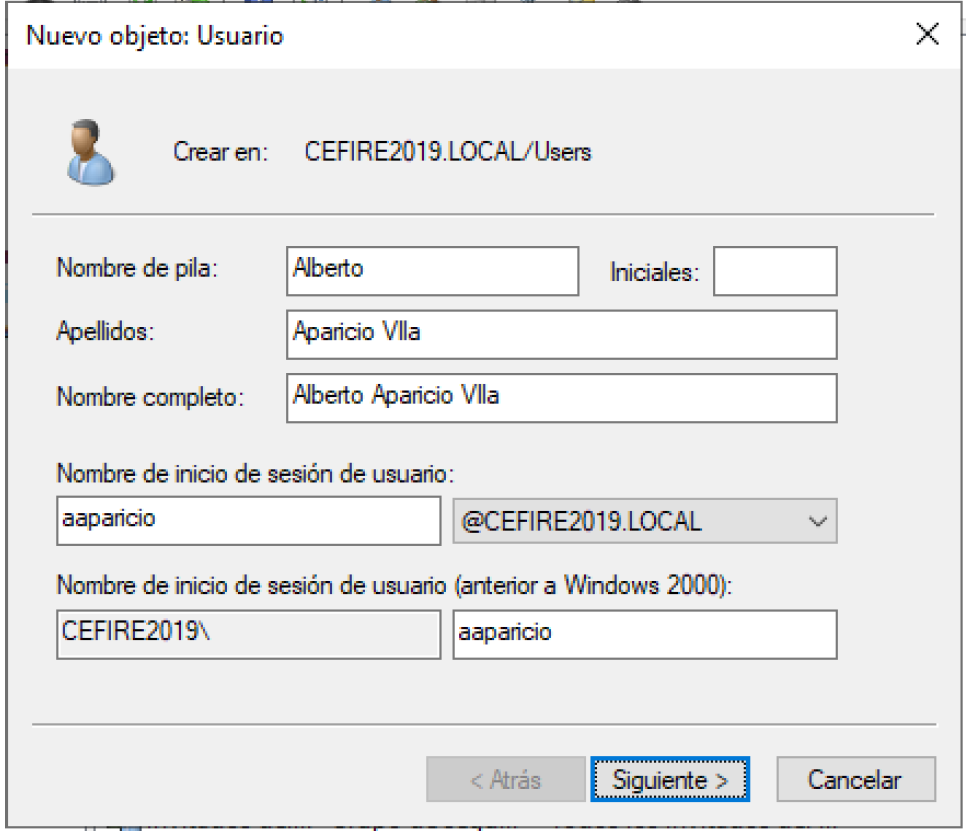 Nuevo objeto: Usuario
Crear en: CEFIRE2019.LOCAL/Users
Nombre de pila: Alberto Iniciales:
Apellidos: Aparicio Vlla
Nombre completo: Alberto Aparicio Vlla
Nombre de inicio de sesión de usuario:
aaparicio @CEFIRE2019.LOCAL
Nombre de inicio de sesión de usuario (anterior a Windows 2000):
CEFIRE2019\ aaparicio
< Atrás Siguiente > Cancelar